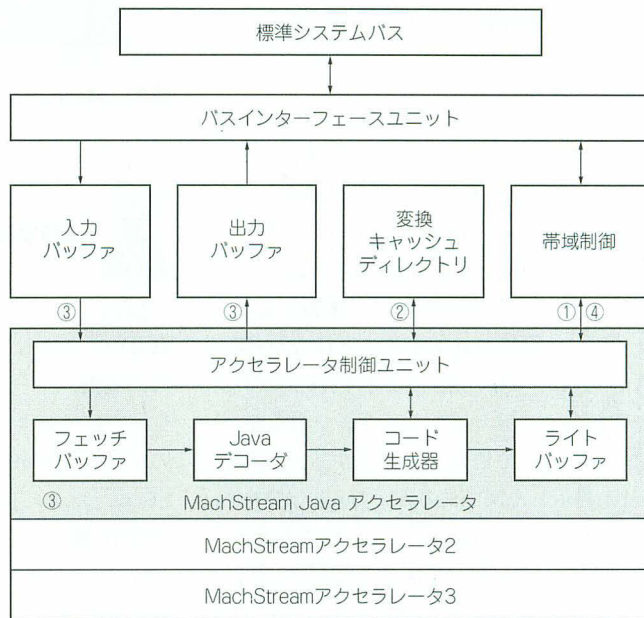 標準システムバス
バスインターフェースユニット
入力
バッファ
出力
バッファ
変換
キャッシュ
ディレクトリ
帯域制御
③
③
②
① ④
アクセラレータ制御ユニット
フェッチ
バッファ
Java
デコーダ
コード
生成器
ライト
バッファ
③
MachStream Java アクセラレータ
MachStreamアクセラレータ2
MachStreamアクセラレータ3